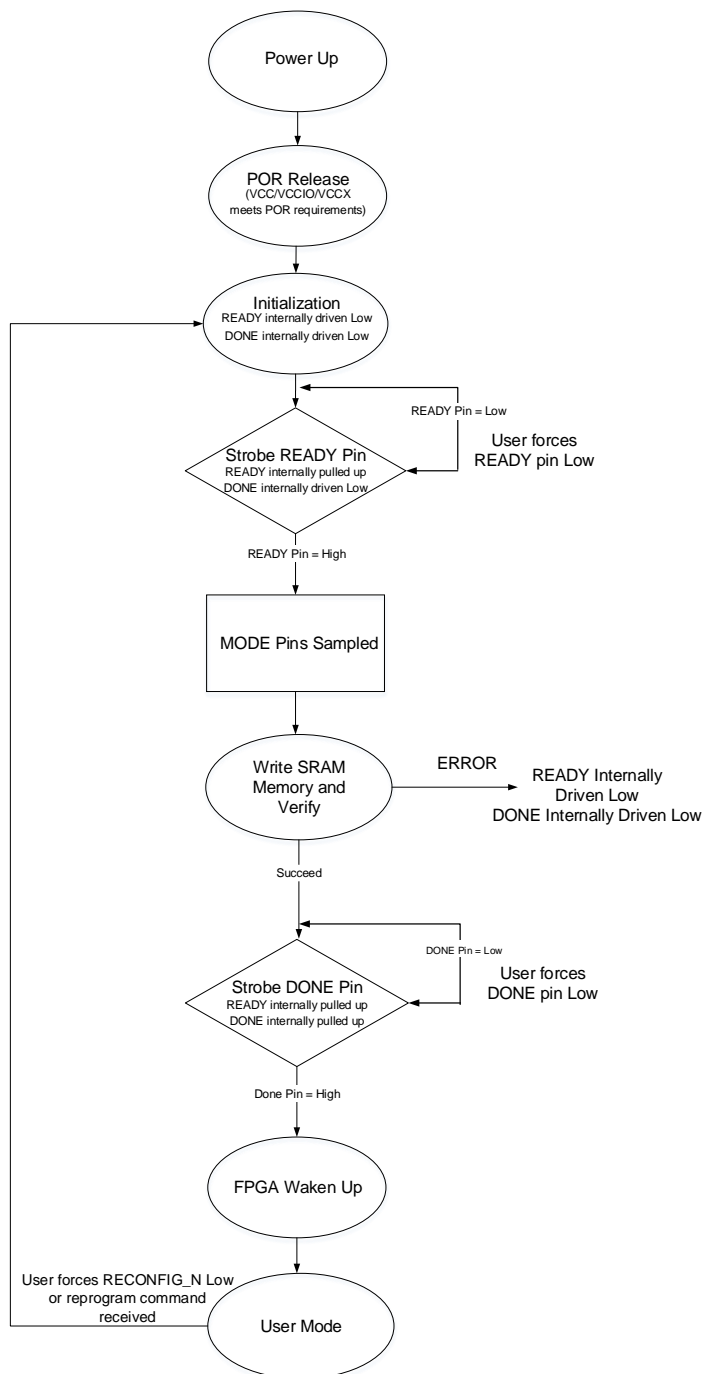 Power Up
POR Release
(VCC/VCCIO/VCCX
meets POR requirements)
Initialization
READY internally driven Low
DONE internally driven Low
READY Pin = Low
User forces
READY pin Low
Strobe READY Pin
READY internally pulled up
DONE internally driven Low
READY Pin = High
MODE Pins Sampled
Write SRAM
Memory and
Verify
ERROR
READY Internally
Driven Low
DONE Internally Driven Low
Succeed
DONE Pin = Low
User forces
DONE pin Low
Strobe DONE Pin
READY internally pulled up
DONE internally pulled up
Done Pin = High
FPGA Waken Up
User forces RECONFIG_N Low
or reprogram command
received
User Mode